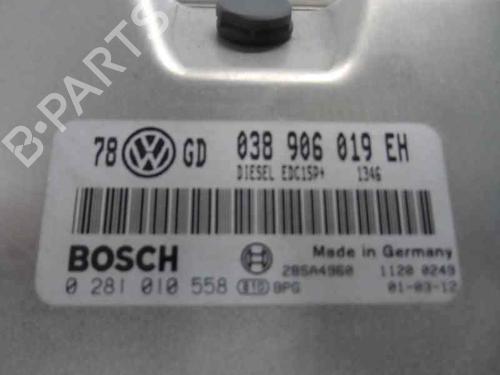 B-PARTS
78 VW GD 038 906 019 EH
DIESEL EDC15P+ 1346
BOSCH
Made in Germany
28SA4960 1120 0249
0 281 010 558 BPG 01-03-12